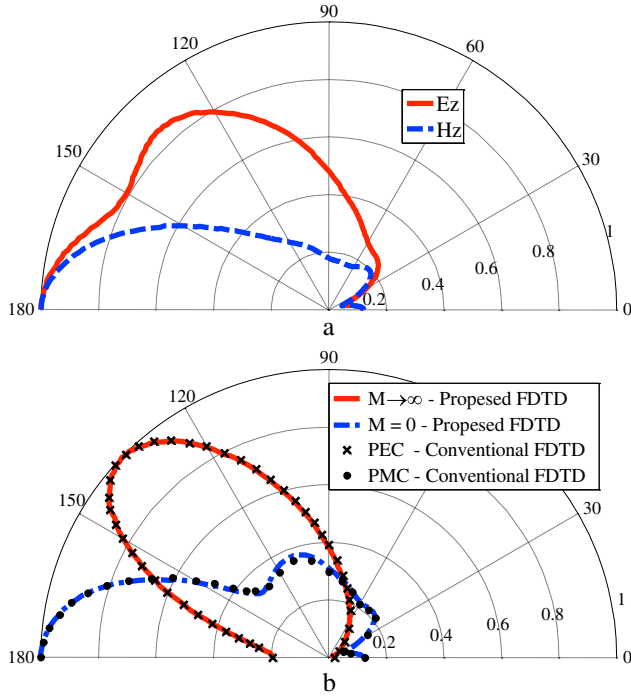 90
120
60
Ez
Hz
150
30
1
0.8
0.6
0.4
0.2
180
0
a
90
120
M→∞ - Propesed FDTD
M = 0 - Propesed FDTD
PEC - Conventional FDTD
PMC - Conventional FDTD
150
30
1
0.8
0.6
0.4
0.2
180
0
b